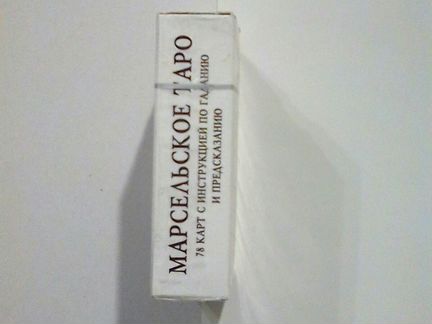 МАРСЕЛЬСКОЕ ТАРО
78 КАРТ С ИНСТРУКЦИЕЙ ПО ГАДАНИЮ
И ПРЕДСКАЗАНИЮ